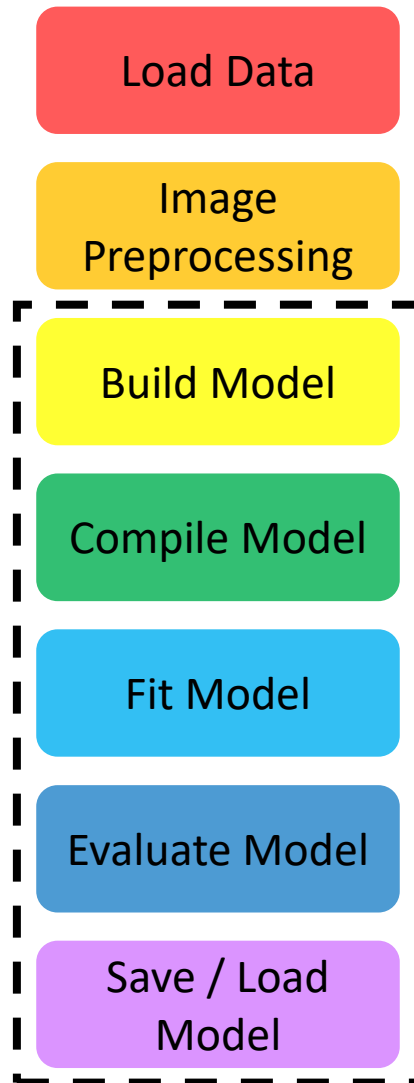 Load Data
Image
Preprocessing
Build Model
Compile Model
Fit Model
Evaluate Model
Save / Load
Model